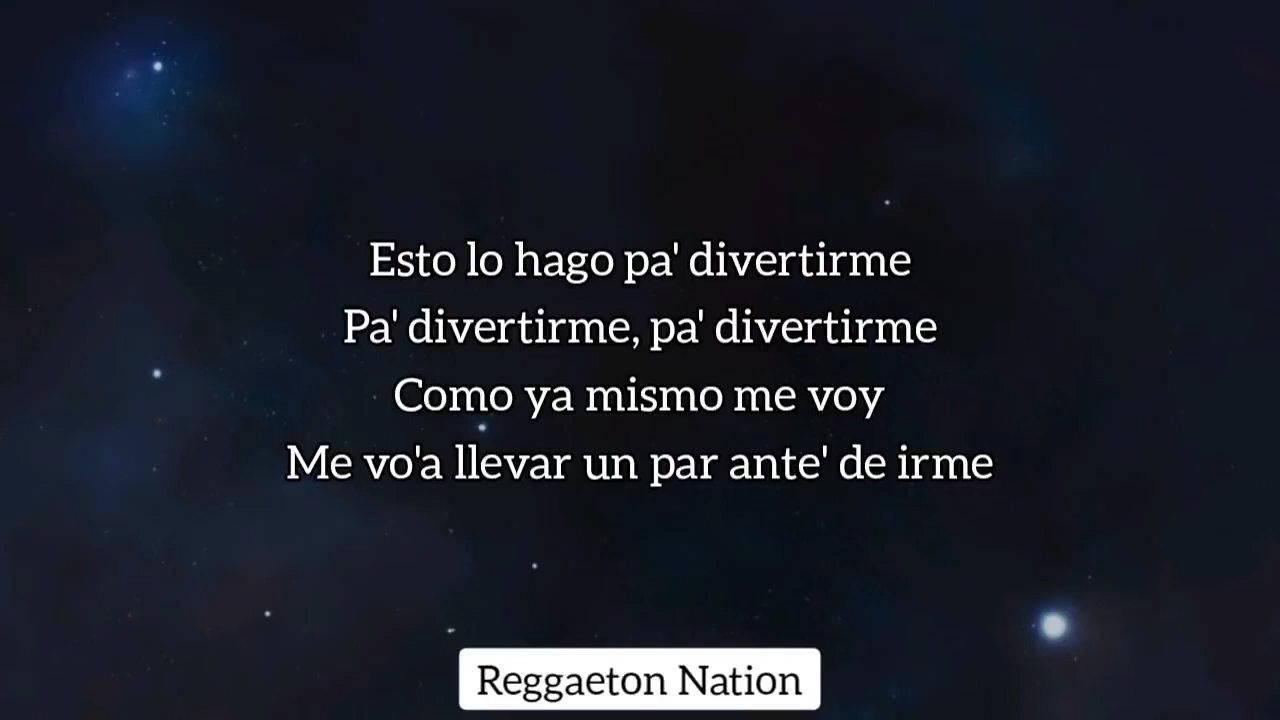 Esto lo hago pa' divertirme
Pa' divertirme, pa' divertirme
Como ya mismo me voy
Me vo'a llevar un par ante' de irme
Reggaeton Nation